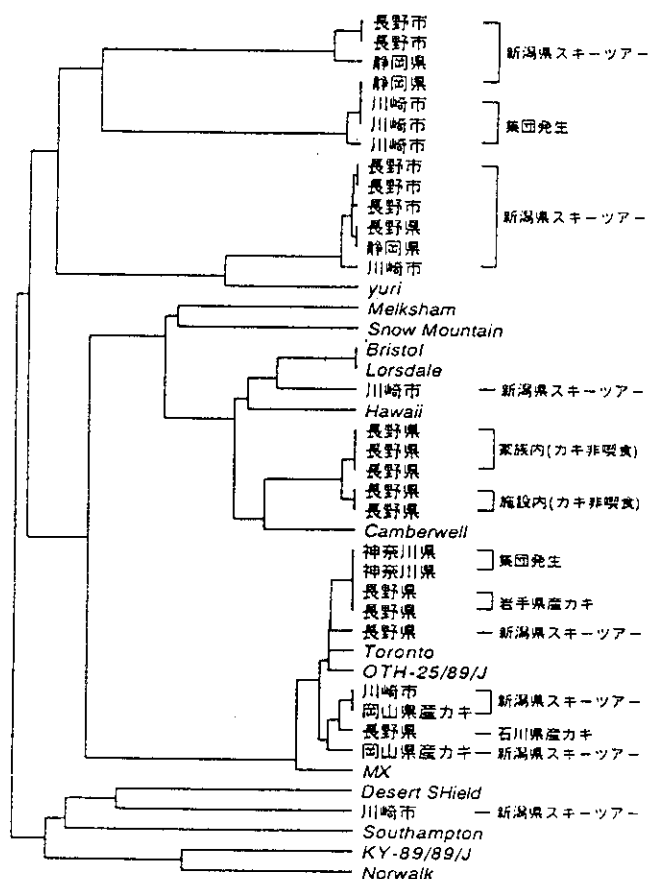 長野市
長野市
静岡県
新潟県スキーツアー
静岡県
川崎市
川崎市
集団発生
川崎市
長野市
長野市
長野市
長野県
新潟県スキーツアー
静岡県
川崎市
yuri
Melksham
Snow Mountain
Bristol
Lorsdale
川崎市 新潟県スキーツアー
Hawaii
長野県
長野県
家族内(カキ非喫食)
長野県
長野県
施設内(カキ非喫食)
長野県
Camberwell
神奈川県
集団発生
神奈川県
長野県
岩手県産カキ
長野県
長野県 新潟県スキーツアー
Toronto
OTH-25/89/J
川崎市
新潟県スキーツアー
岡山県産カキ
長野県 石川県産カキ
岡山県産カキ 新潟県スキーツアー
MX
Desert SHield
川崎市 新潟県スキーツアー
Southampton
KY-89/89/J
Norwalk